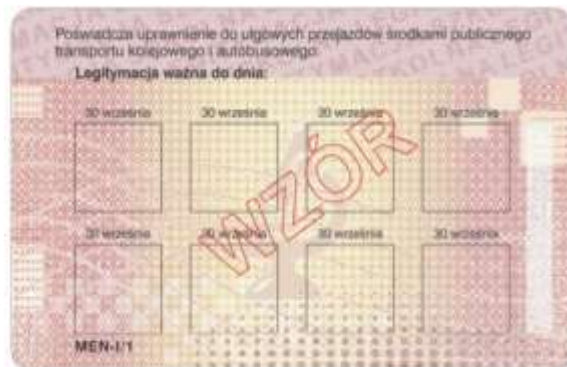 Poświadcza uprawnienie do ulgowych przejazdów środkami publicznego
transportu kolejowego i autobusowego.
Legitymacja ważna do dnia:
30 września 30 września 30 września 30 września
WZÓR
30 września 30 września 30 września 30 września
MEN-I/1